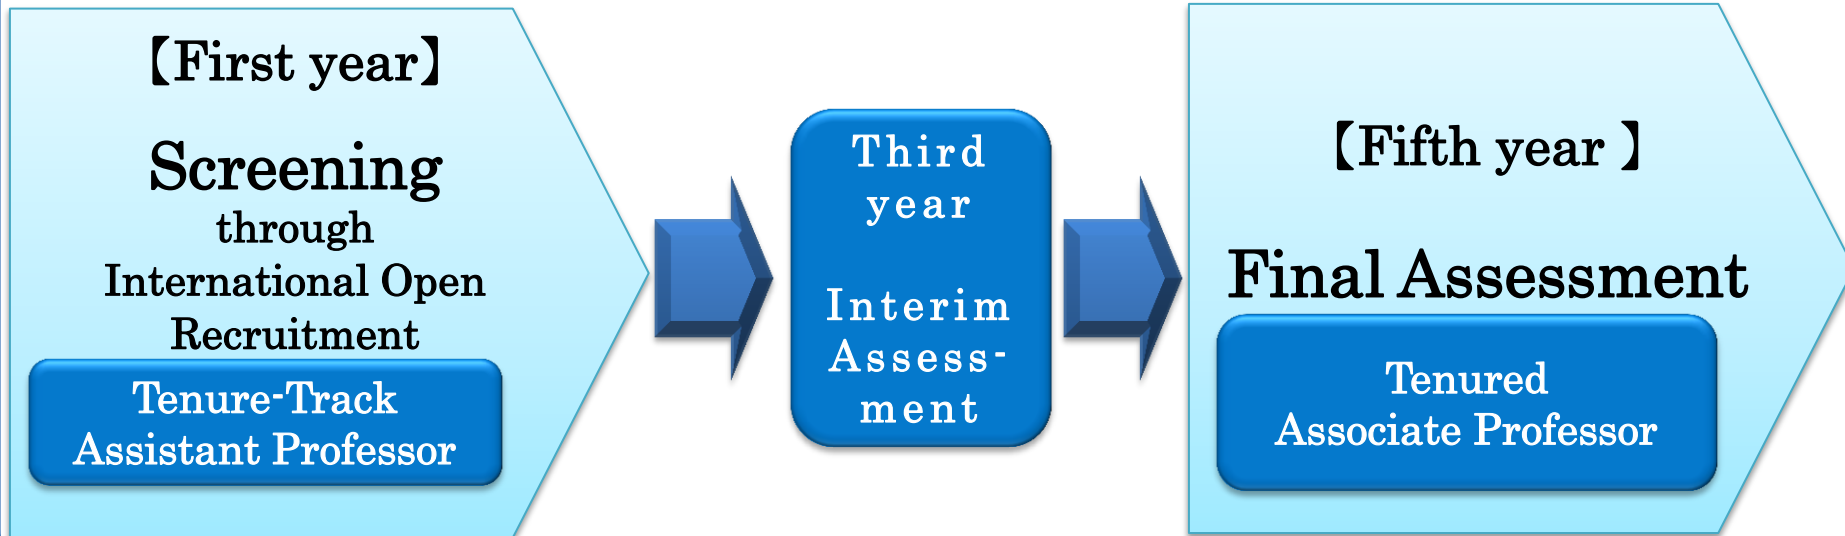 【First year】
Screening
through
International Open
Recruitment
Tenure-Track
Assistant Professor
Third
year
Interim
Assess-
ment
【Fifth year 】
Final Assessment
Tenured
Associate Professor